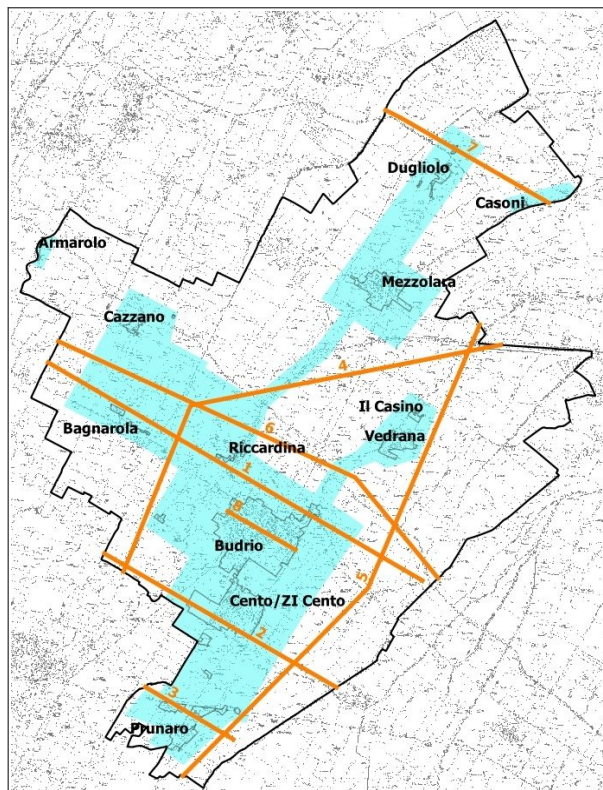 7
Dugliolo
Casoni
Armarolo
Mezzolara
Cazzano
4
Il Casino
Bagnarola
6
Vedrana
Riccardina
1
8
Budrio
5
Cento/ZI Cento
2
3
Prunaro